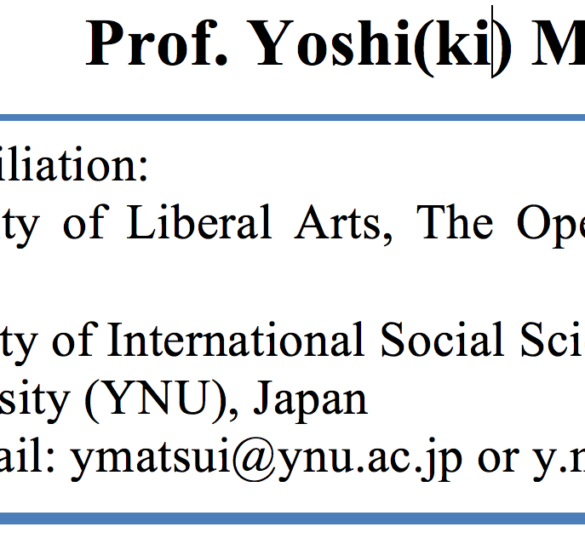 Prof. Yoshi(ki) M
iliation:
ty of Liberal Arts, The Ope
ty of International Social Sci
sity (YNU), Japan
ail: ymatsui@ynu.ac.jp or y.m